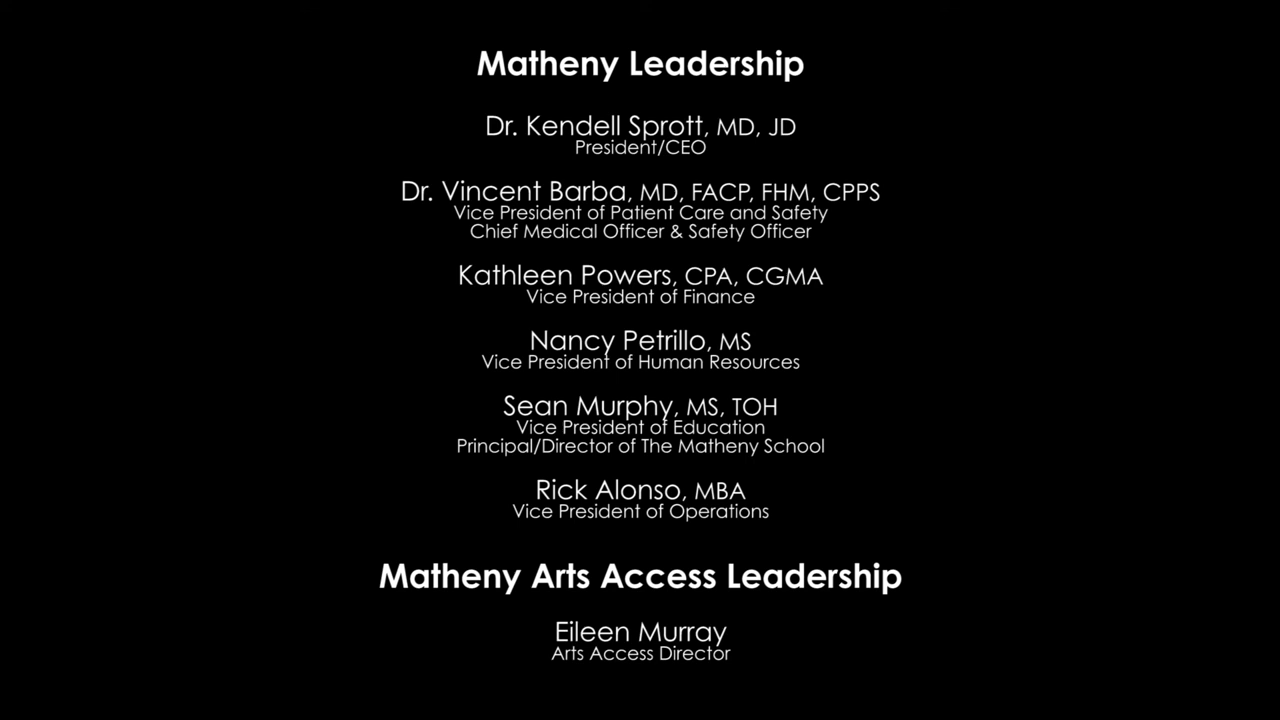 Matheny Leadership
Dr. Kendell Sprott, MD, JD
President/CEO
Dr. Vincent Barba, MD, FACP, FHM, CPPS
Vice President of Patient Care and Safety
Chief Medical Officer & Safety Officer
Kathleen Powers, CPA, CGMA
Vice President of Finance
Nancy Petrillo, MS
Vice President of Human Resources
Sean Murphy, MS, TOH
Vice President of Education
Principal/Director of The Matheny School
Rick Alonso, MBA
Vice President of Operations
Matheny Arts Access Leadership
Eileen Murray
Arts Access Director